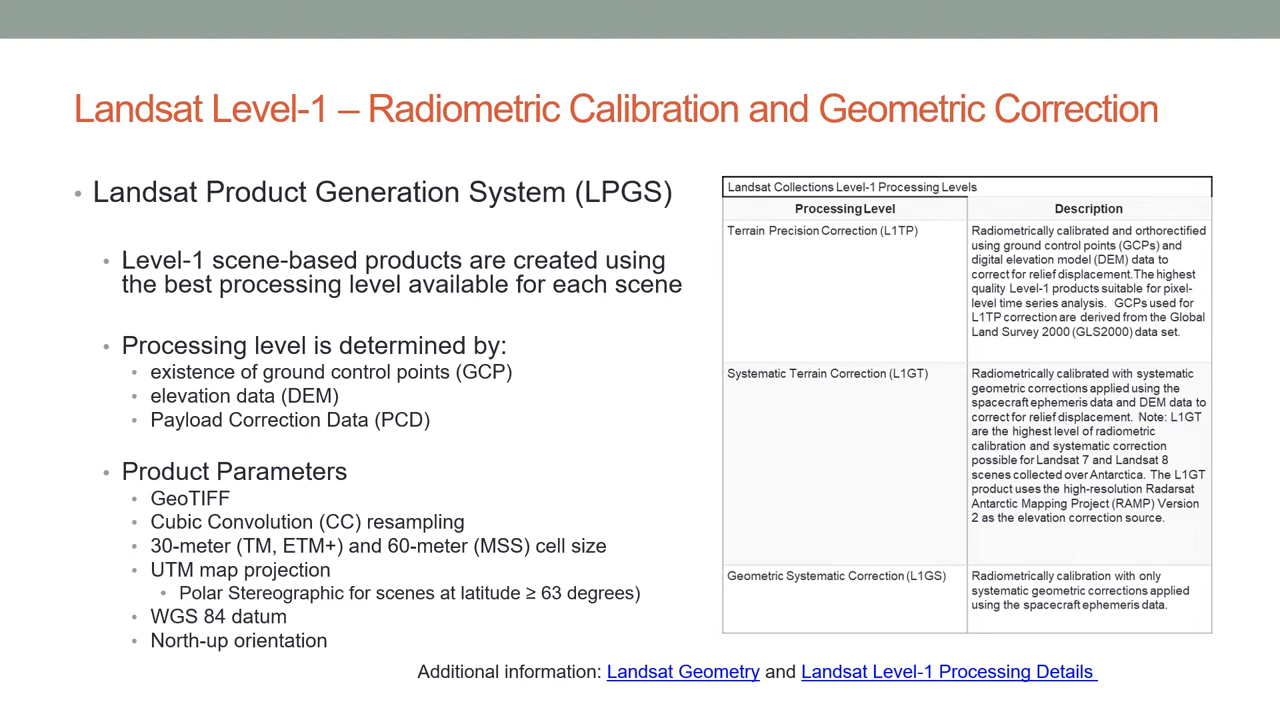 Landsat Level-1 – Radiometric Calibration and Geometric Correction
• Landsat Product Generation System (LPGS)
• Level-1 scene-based products are created using
the best processing level available for each scene
• Processing level is determined by:
• existence of ground control points (GCP)
• elevation data (DEM)
• Payload Correction Data (PCD)
• Product Parameters
• GeoTIFF
• Cubic Convolution (CC) resampling
• 30-meter (TM, ETM+) and 60-meter (MSS) cell size
• UTM map projection
• Polar Stereographic for scenes at latitude ≥ 63 degrees)
• WGS 84 datum
• North-up orientation
Landsat Collections Level-1 Processing Levels
Processing Level
Description
Terrain Precision Correction (L1TP)
Radiometrically calibrated and orthorectified
using ground control points (GCPs) and
digital elevation model (DEM) data to
correct for relief displacement.The highest
quality Level-1 products suitable for pixel-
level time series analysis. GCPs used for
L1TP correction are derived from the Global
Land Survey 2000 (GLS2000) data set.
Systematic Terrain Correction (L1GT)
Radiometrically calibrated with systematic
geometric corrections applied using the
spacecraft ephemeris data and DEM data to
correct for relief displacement. Note: L1GT
are the highest level of radiometric
calibration and systematic correction
possible for Landsat 7 and Landsat 8
scenes collected over Antarctica. The L1GT
product uses the high-resolution Radarsat
Antarctic Mapping Project (RAMP) Version
2 as the elevation correction source.
Geometric Systematic Correction (L1GS)
Radiometrically calibration with only
systematic geometric corrections applied
using the spacecraft ephemeris data.
Additional information: Landsat Geometry and Landsat Level-1 Processing Details